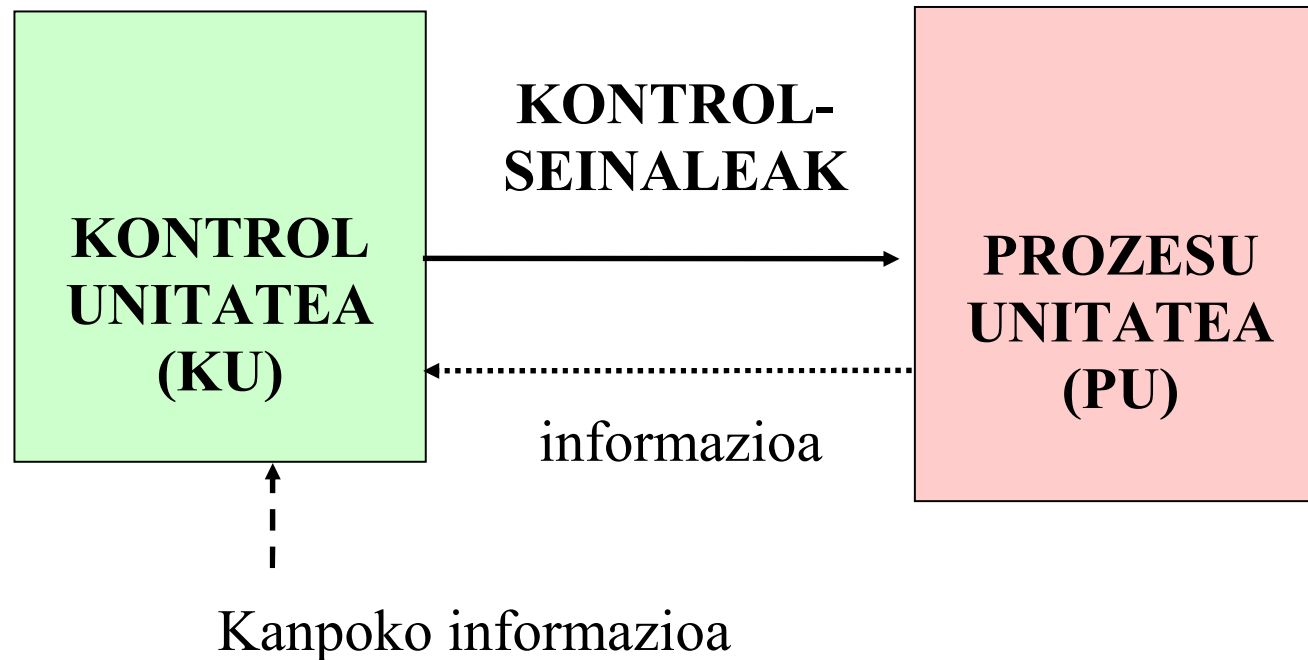 KONTROL
UNITATEA
(KU)
KONTROL-
SEINALEAK
informazioa
PROZESU
UNITATEA
(PU)
Kanpoko informazioa